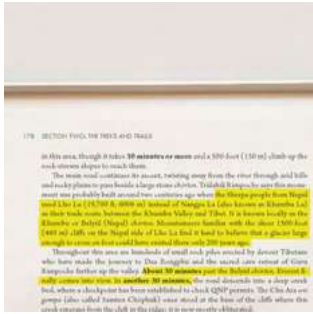 178 SECTION TWO: THE TREKS AND TRAILS
in this area, though it takes 30 minutes or more and a 500-foot (150 m) climb up the
rock-strewn slopes to reach them.
The main road continues its ascent, twisting away from the river through arid hills
and rocky plains to pass beside a large stone chörten. Trulshik Rinpoche says this monu-
ment was probably built around two centuries ago when the Sherpa people from Nepal
used Lho La (19,700 ft, 6006 m) instead of Nangpa La (also known as Khumbu La)
as their trade route between the Khumbu Valley and Tibet. It is known locally as the
Khumbu or Belyül (Nepal) chörten. Mountaineers familiar with the sheer 1500-foot
cliffs on the Nepal side of Lho La find it hard to believe that a glacier large
enough to cross on foot could have existed there only 200 years ago.
Throughout this area are hundreds of small rock piles erected by devout Tibetans
who have made the journey to Dza Rongphu and the sacred cave retreat of Guru
Rinpoche further up the valley. About 30 minutes past the Belyül chörten, Everest fi-
nally comes into view. In another 30 minutes, the road descends into a deep creek
bed, where a checkpoint has been established to check QNP permits. The Chu Ara
gompa (also called Samten Chöphuk) once stood at the base of the cliffs where this
creek emerges from the cliff in the ridge; it is now mostly obliterated.